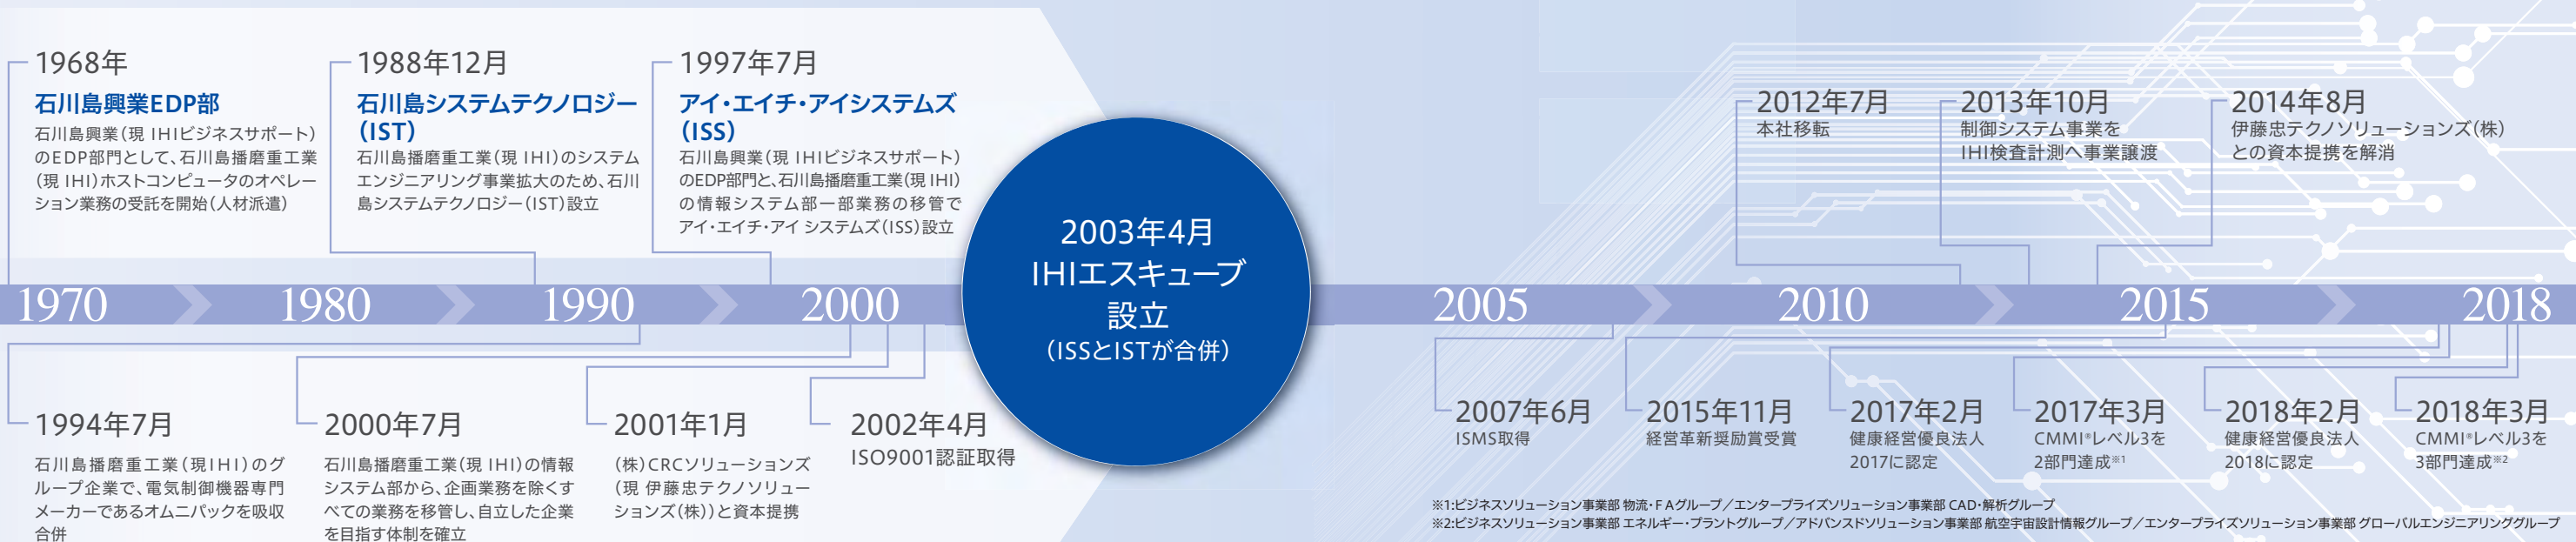 1968年
石川島興業EDP部
石川島興業（現 IHIビジネスサポート）
のEDP部門として、石川島播磨重工業
（現 IHI）ホストコンピュータのオペレー
ション業務の受託を開始（人材派遣）
1988年12月
石川島システムテクノロジー
（IST）
石川島播磨重工業（現 IHI）のシステム
エンジニアリング事業拡大のため、石川
島システムテクノロジー（IST）設立
1997年7月
アイ・エイチ・アイシステムズ
（ISS）
石川島興業（現 IHIビジネスサポート）
のEDP部門と、石川島播磨重工業（現 IHI）
の情報システム部一部業務の移管で
アイ・エイチ・アイ システムズ（ISS）設立
2003年4月
IHIエスキューブ
設立
（ISSとISTが合併）
2012年7月
本社移転
2013年10月
制御システム事業を
IHI検査計測へ事業譲渡
2014年8月
伊藤忠テクノソリューションズ（株）
との資本提携を解消
1970
1980
1990
2000
2005
2010
2015
2018
1994年7月
石川島播磨重工業（現IHI）のグ
ループ企業で、電気制御機器専門
メーカーであるオムニパックを吸収
合併
2000年7月
石川島播磨重工業（現 IHI）の情報
システム部から、企画業務を除くす
べての業務を移管し、自立した企業
を目指す体制を確立
2001年1月
（株）CRCソリューションズ
（現 伊藤忠テクノソリュー
ションズ（株））と資本提携
2002年4月
ISO9001認証取得
2007年6月
ISMS取得
2015年11月
経営革新奨励賞受賞
2017年2月
健康経営優良法人
2017に認定
2017年3月
CMMI®レベル3を
2部門達成※1
2018年2月
健康経営優良法人
2018に認定
2018年3月
CMMI®レベル3を
3部門達成※2
※1:ビジネスソリューション事業部 物流・FAグループ／エンタープライズソリューション事業部 CAD・解析グループ
※2:ビジネスソリューション事業部 エネルギー・プラントグループ／アドバンスドソリューション事業部 航空宇宙設計情報グループ／エンタープライズソリューション事業部 グローバルエンジニアリンググループ